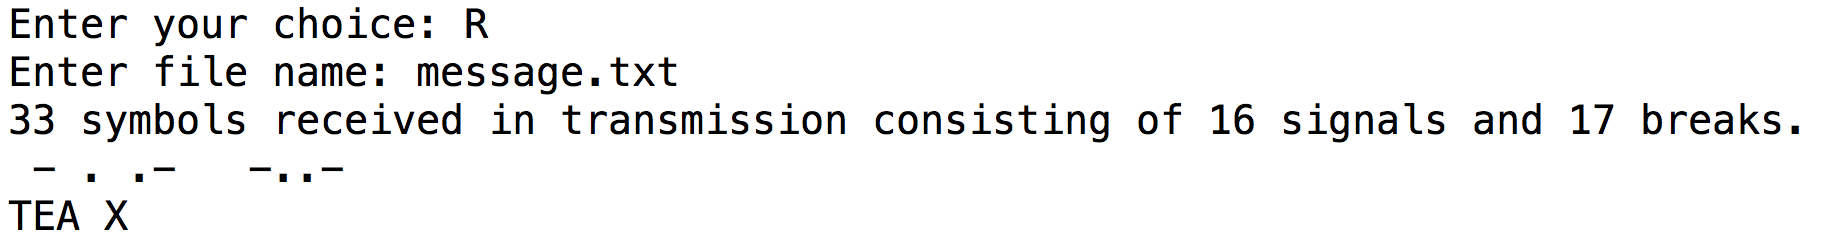 Enter your choice: R
Enter file name: message.txt
33 symbols received in transmission consisting of 16 signals and 17 breaks.
 - . .-   -..-
TEA X